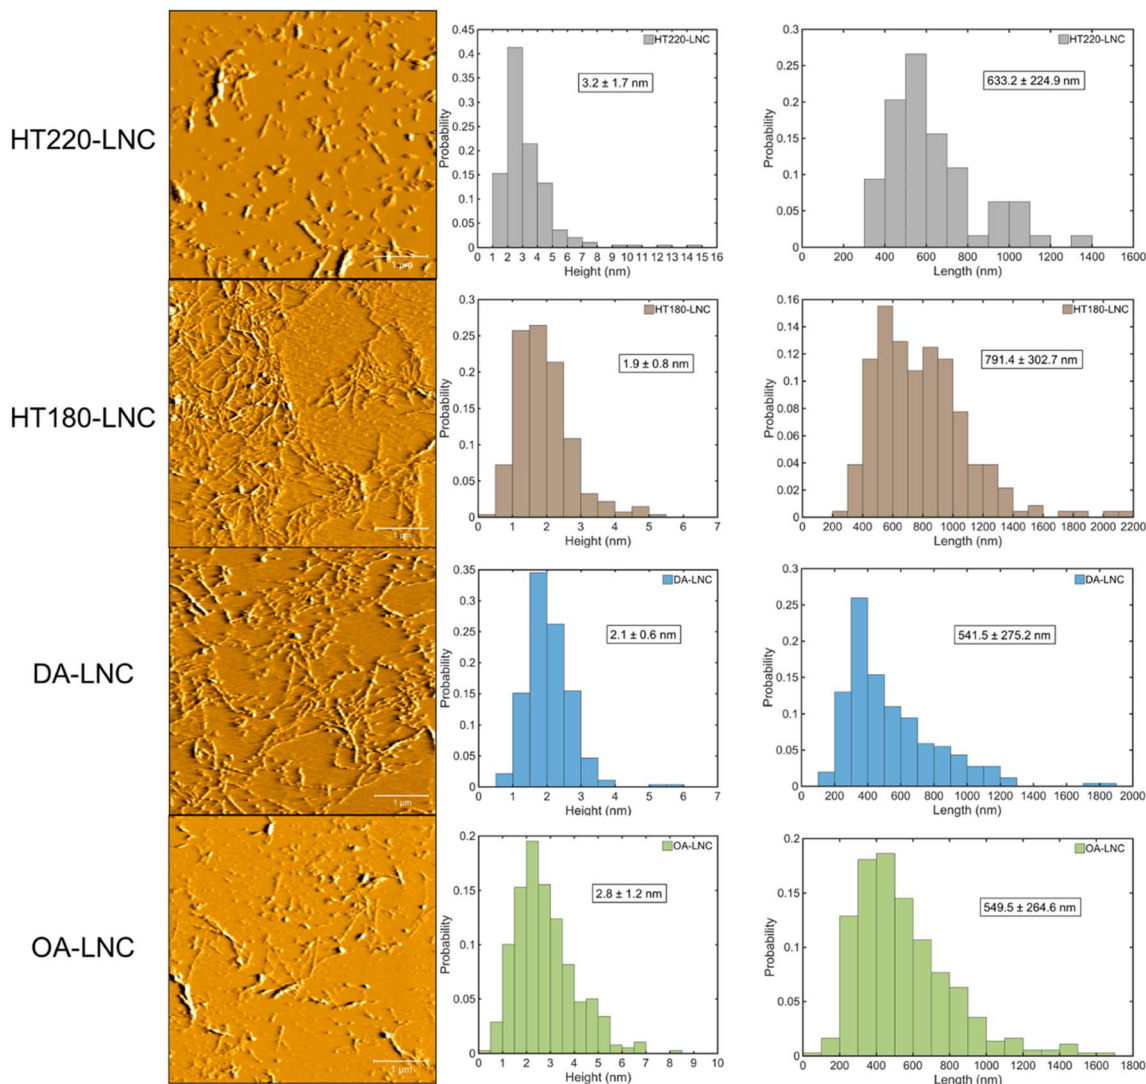 HT220-LNC
1 μm
0.45
0.4
0.35
0.3
0.25
0.2
0.15
0.1
0.05
0
Probability
HT220-LNC
3.2 ± 1.7 nm
1 2 3 4 5 6 7 8 9 10 11 12 13 14 15 16
Height (nm)
0.3
0.25
0.2
0.15
0.1
0.05
0
Probability
HT220-LNC
633.2 ± 224.9 nm
0 200 400 600 800 1000 1200 1400 1600
Length (nm)
HT180-LNC
1 μm
0.3
0.25
0.2
0.15
0.1
0.05
0
Probability
HT180-LNC
1.9 ± 0.8 nm
0 1 2 3 4 5 6 7
Height (nm)
0.16
0.14
0.12
0.1
0.08
0.06
0.04
0.02
0
Probability
HT180-LNC
791.4 ± 302.7 nm
0 200 400 600 800 1000 1200 1400 1600 1800 2000 2200
Length (nm)
DA-LNC
1 μm
0.35
0.3
0.25
0.2
0.15
0.1
0.05
0
Probability
DA-LNC
2.1 ± 0.6 nm
0 1 2 3 4 5 6 7
Height (nm)
0.3
0.25
0.2
0.15
0.1
0.05
0
Probability
DA-LNC
541.5 ± 275.2 nm
0 200 400 600 800 1000 1200 1400 1600 1800 2000
Length (nm)
OA-LNC
1 μm
0.2
0.15
0.1
0.05
0
Probability
OA-LNC
2.8 ± 1.2 nm
0 1 2 3 4 5 6 7 8 9 10
Height (nm)
0.2
0.15
0.1
0.05
0
Probability
OA-LNC
549.5 ± 264.6 nm
0 200 400 600 800 1000 1200 1400 1600 1800
Length (nm)